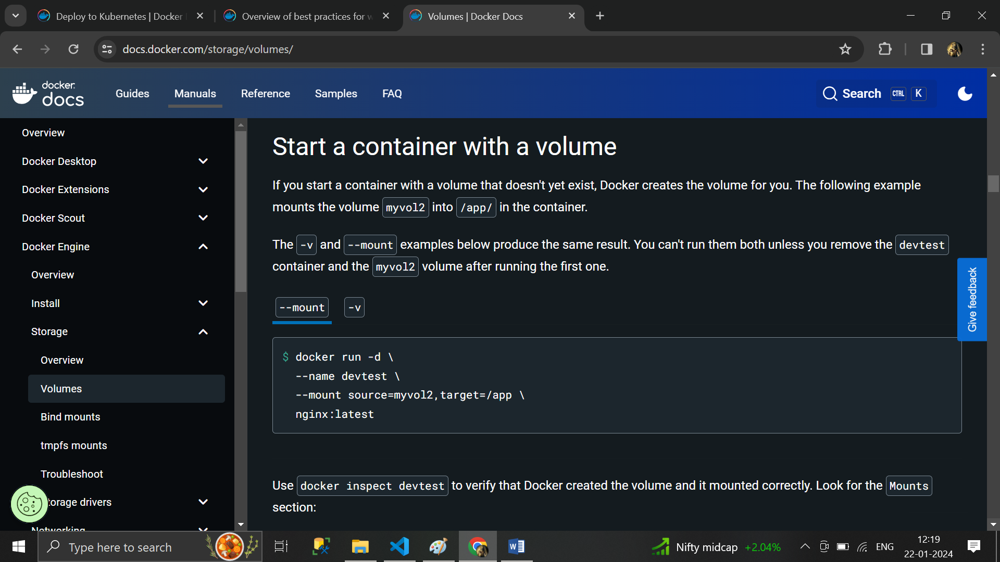 Deploy to Kubernetes | Docker
Overview of best practices for w
Volumes | Docker Docs
docs.docker.com/storage/volumes/
docker
docs
Guides
Manuals
Reference
Samples
FAQ
Search
CTRL
K
Overview
Docker Desktop
Docker Extensions
Docker Scout
Docker Engine
Overview
Install
Storage
Overview
Volumes
Bind mounts
tmpfs mounts
Troubleshoot
torage drivers
Networking
Start a container with a volume
If you start a container with a volume that doesn't yet exist, Docker creates the volume for you. The following example
mounts the volume myvol2 into /app/ in the container.
The -v and --mount examples below produce the same result. You can't run them both unless you remove the devtest
container and the myvol2 volume after running the first one.
--mount -v
$ docker run -d \
--name devtest \
--mount source=myvol2,target=/app \
nginx:latest
Use docker inspect devtest to verify that Docker created the volume and it mounted correctly. Look for the Mounts
section:
Give feedback
Type here to search
Nifty midcap +2.04%
ENG
12:19
22-01-2024